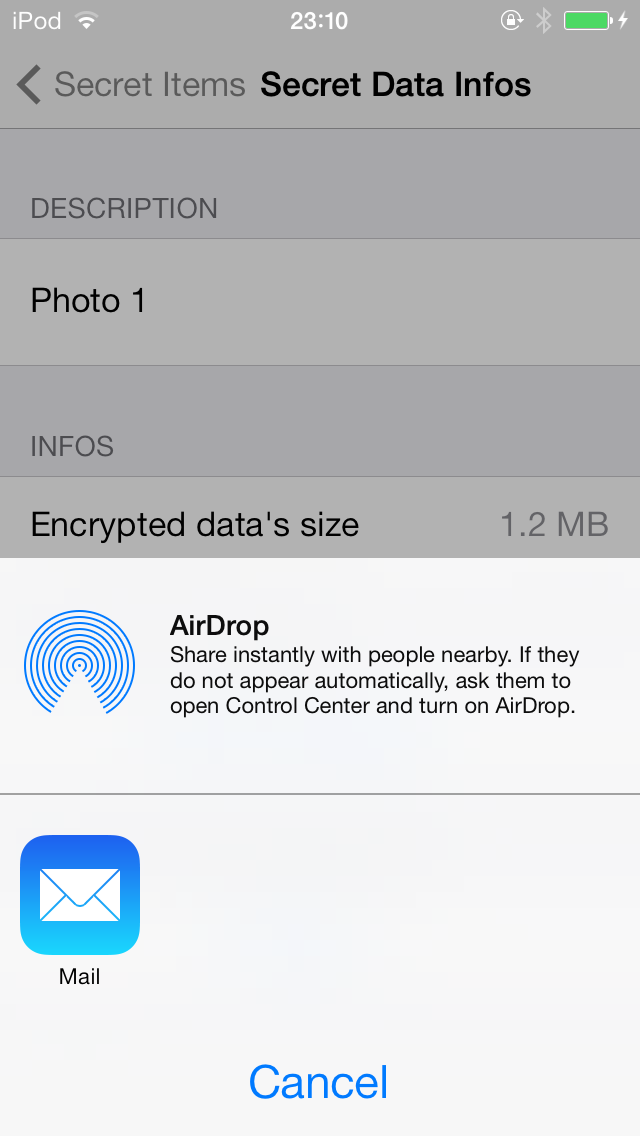 iPod 23:10
Secret Items Secret Data Infos
DESCRIPTION
Photo 1
INFOS
Encrypted data's size 1.2 MB
AirDrop
Share instantly with people nearby. If they
do not appear automatically, ask them to
open Control Center and turn on AirDrop.
Mail
Cancel